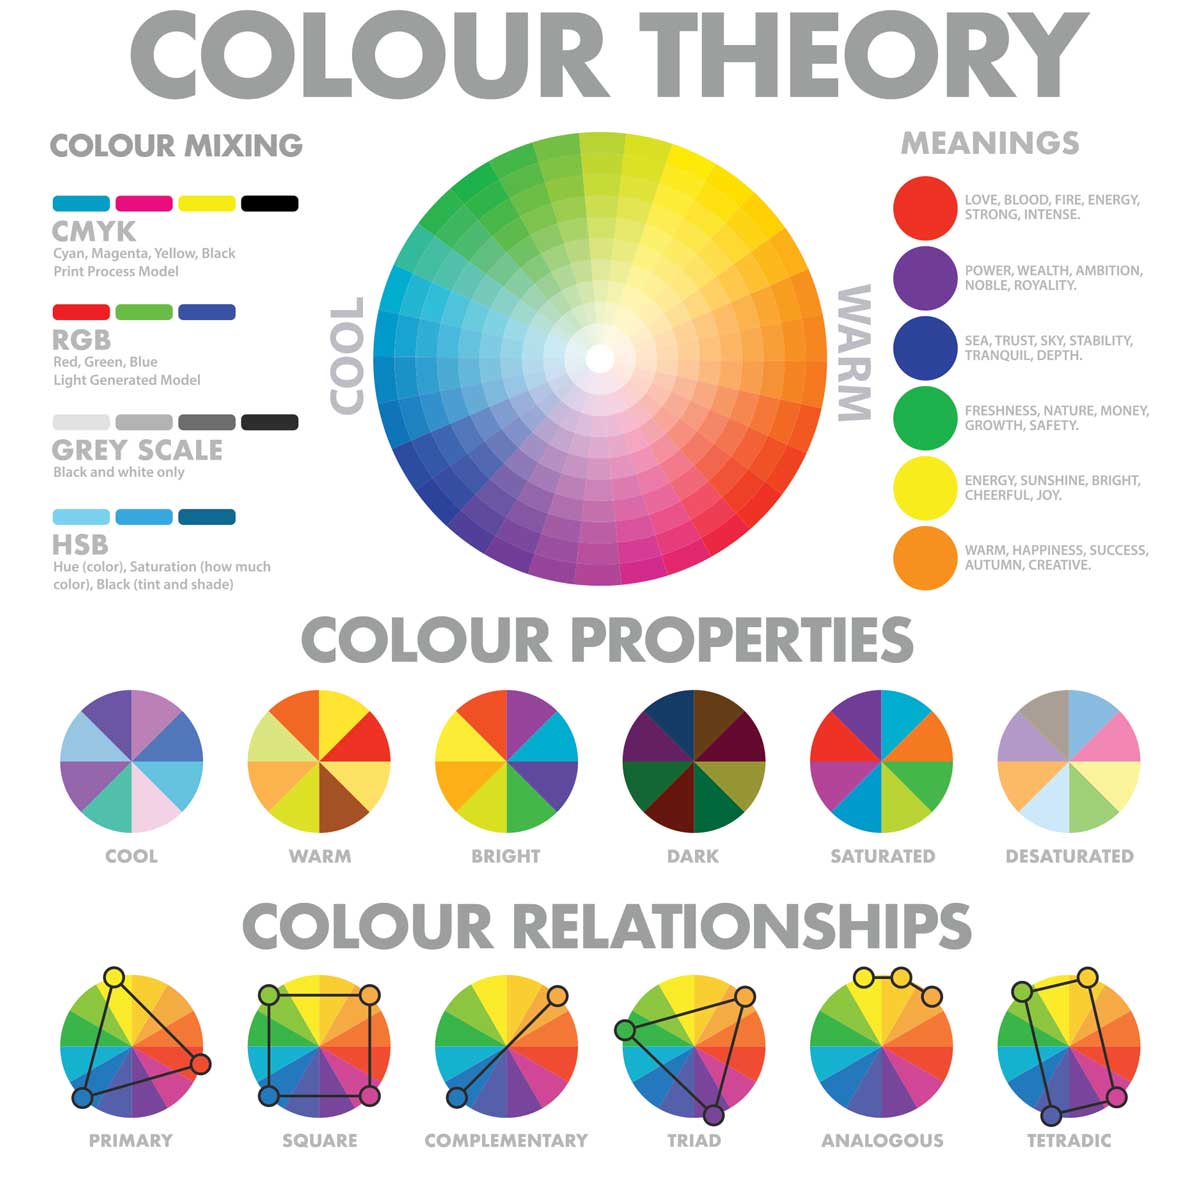 COLOUR THEORY
COLOUR MIXING
CMYK
Cyan, Magenta, Yellow, Black
Print Process Model
RGB
Red, Green, Blue
Light Generated Model
GREY SCALE
Black and white only
HSB
Hue (color), Saturation (how much
color), Black (tint and shade)
COOL
WARM
MEANINGS
LOVE, BLOOD, FIRE, ENERGY,
STRONG, INTENSE.
POWER, WEALTH, AMBITION,
NOBLE, ROYALITY.
SEA, TRUST, SKY, STABILITY,
TRANQUIL, DEPTH.
FRESHNESS, NATURE, MONEY,
GROWTH, SAFETY.
ENERGY, SUNSHINE, BRIGHT,
CHEERFUL, JOY.
WARM, HAPPINESS, SUCCESS,
AUTUMN, CREATIVE.
COLOUR PROPERTIES
COOL
WARM
BRIGHT
DARK
SATURATED
DESATURATED
COLOUR RELATIONSHIPS
PRIMARY
SQUARE
COMPLEMENTARY
TRIAD
ANALOGOUS
TETRADIC